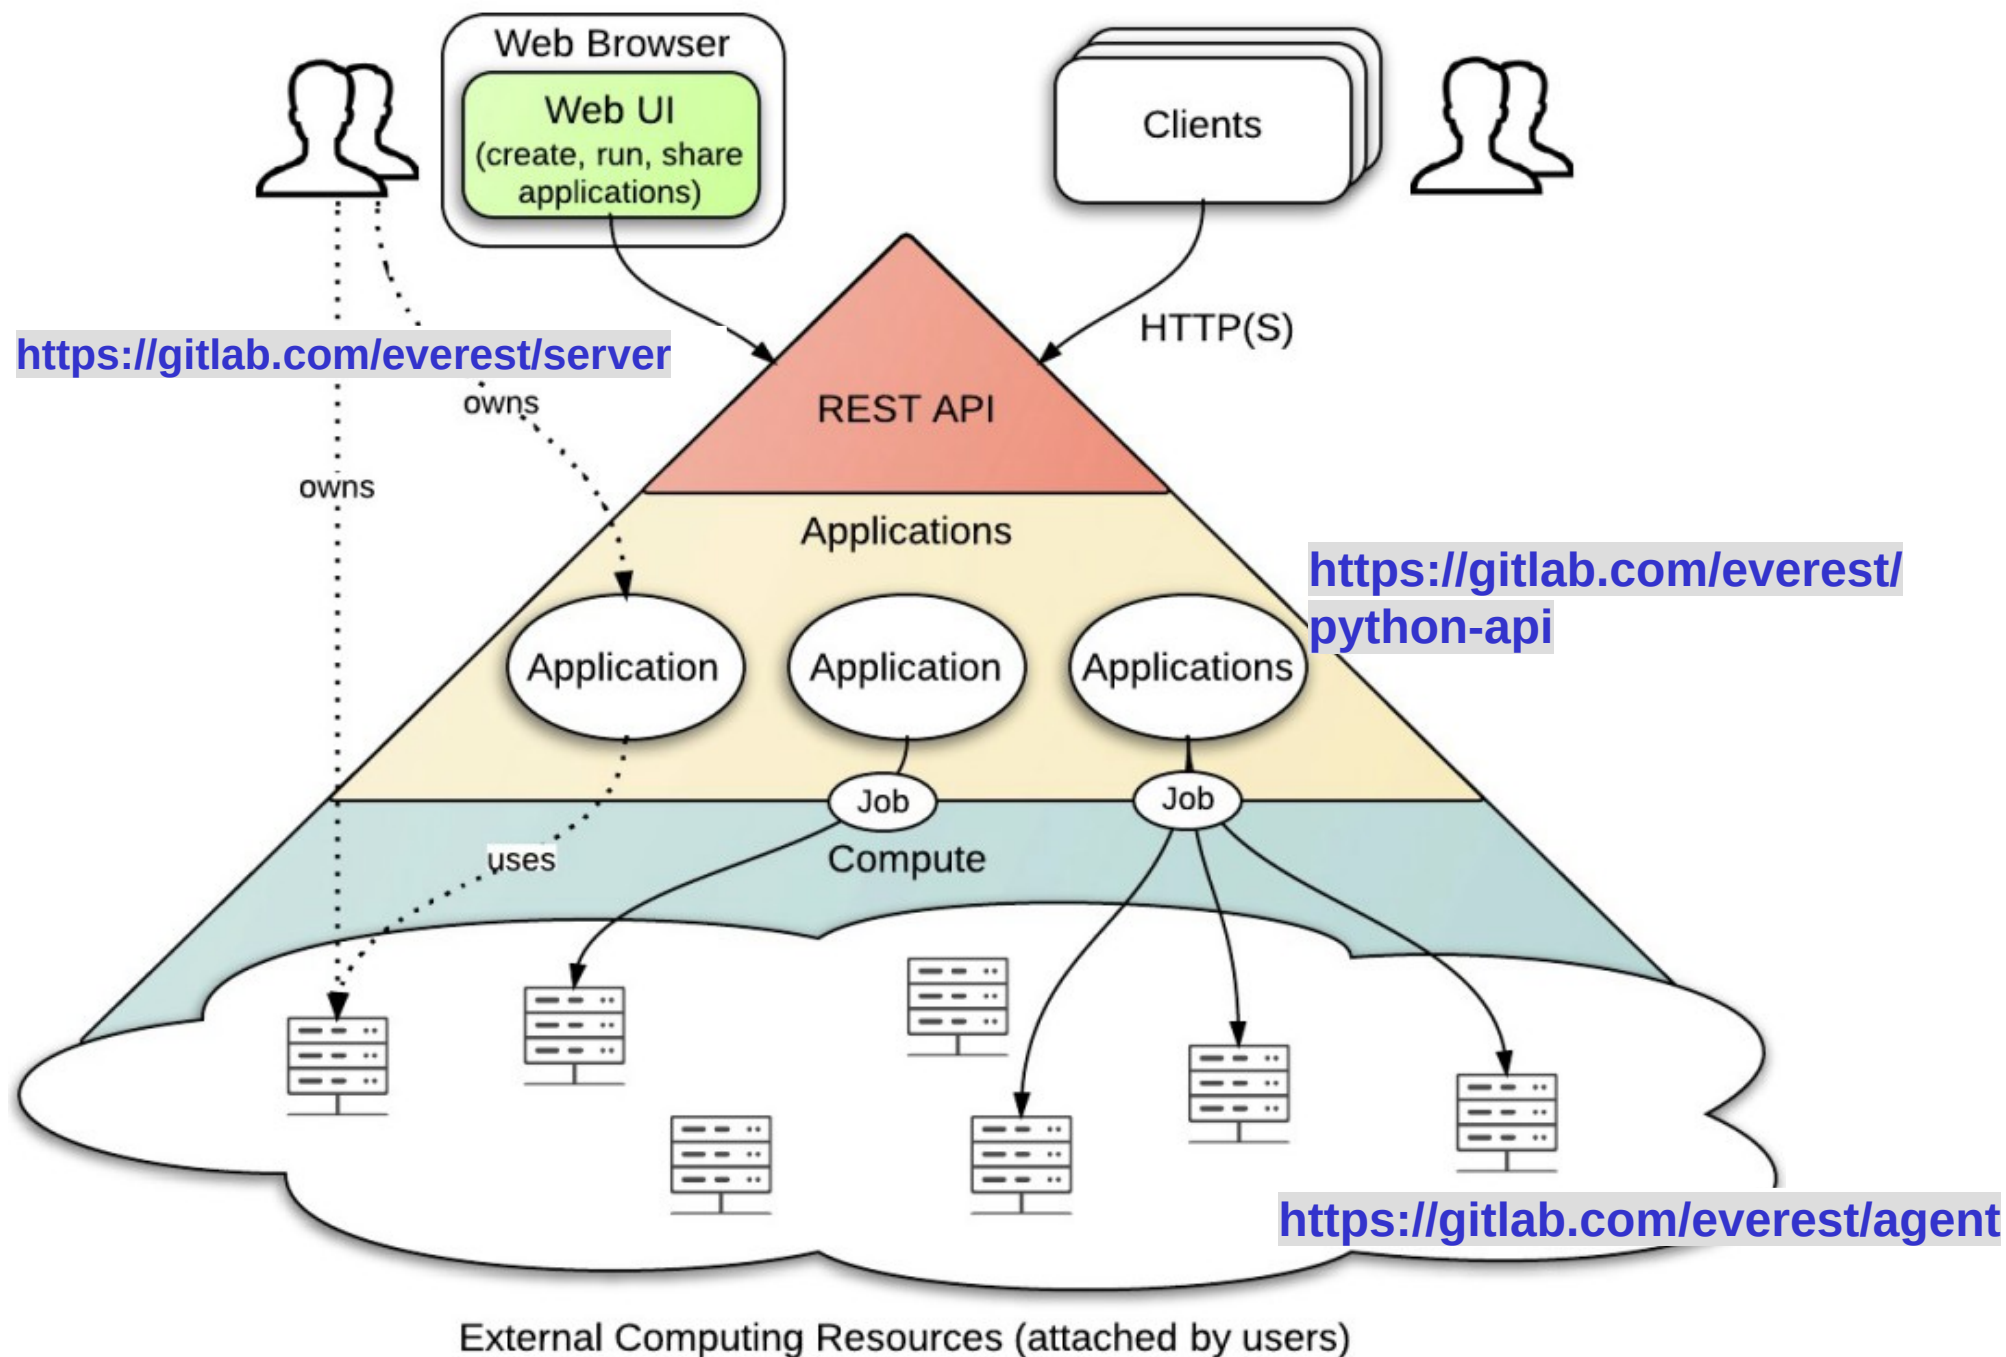 Web Browser
Web UI
(create, run, share
applications)
Clients
HTTP(S)
https://gitlab.com/everest/server
owns
REST API
owns
Applications
https://gitlab.com/everest/
python-api
Application
Application
Applications
Job
Job
uses
Compute
https://gitlab.com/everest/agent
External Computing Resources (attached by users)